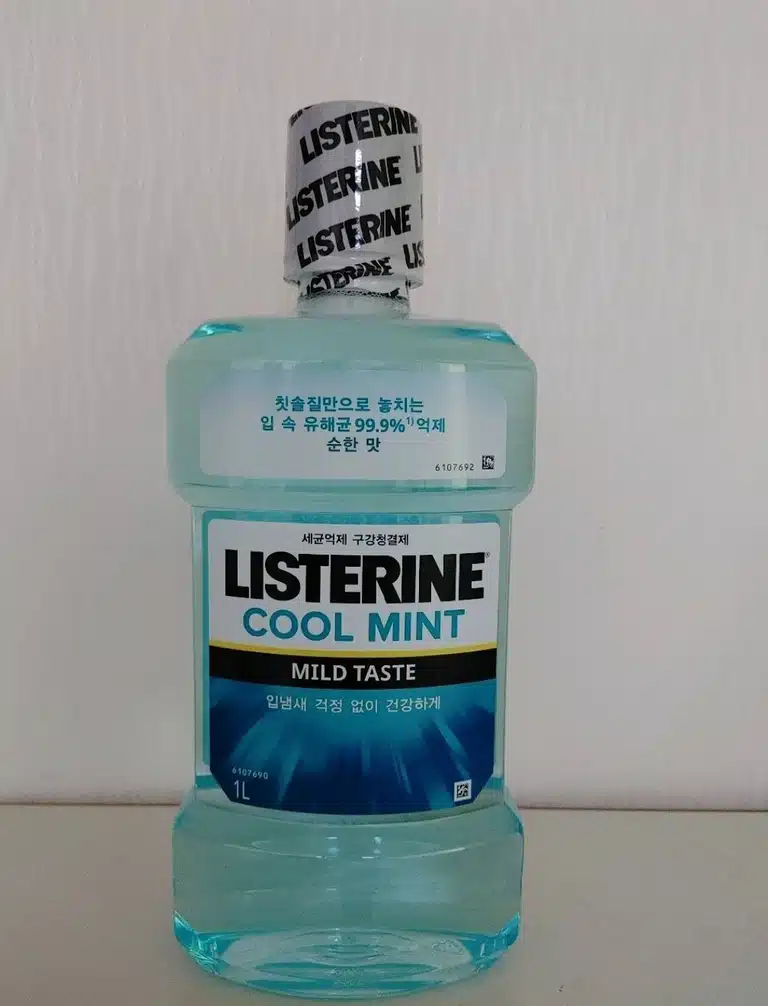 LISTERINE
LISTERINE
LISTERINE
LISTERINE
칫솔질만으로 놓치는
입 속 유해균 99.9%¹⁾ 억제
순한 맛
6107692
세균억제 구강청결제
LISTERINE®
COOL MINT
MILD TASTE
입냄새 걱정 없이 건강하게
6107690
1L